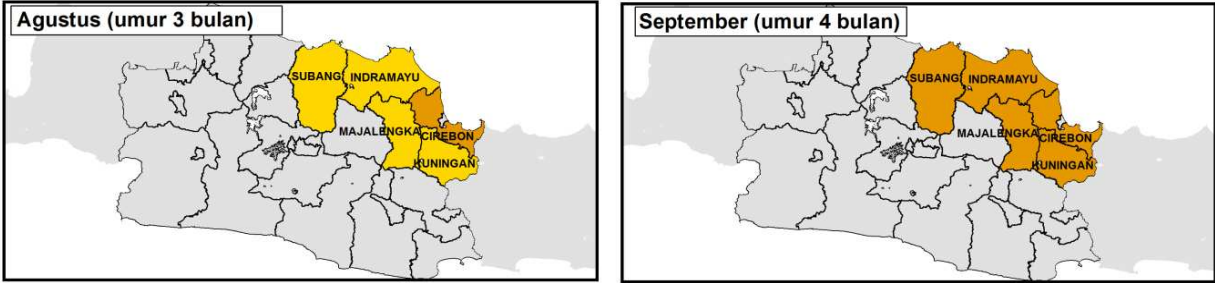 Agustus (umur 3 bulan)
SUBANG
INDRAMAYU
MAJALENGKA
CIREBON
KUNINGAN
September (umur 4 bulan)
SUBANG
INDRAMAYU
MAJALENGKA
CIREBON
KUNINGAN